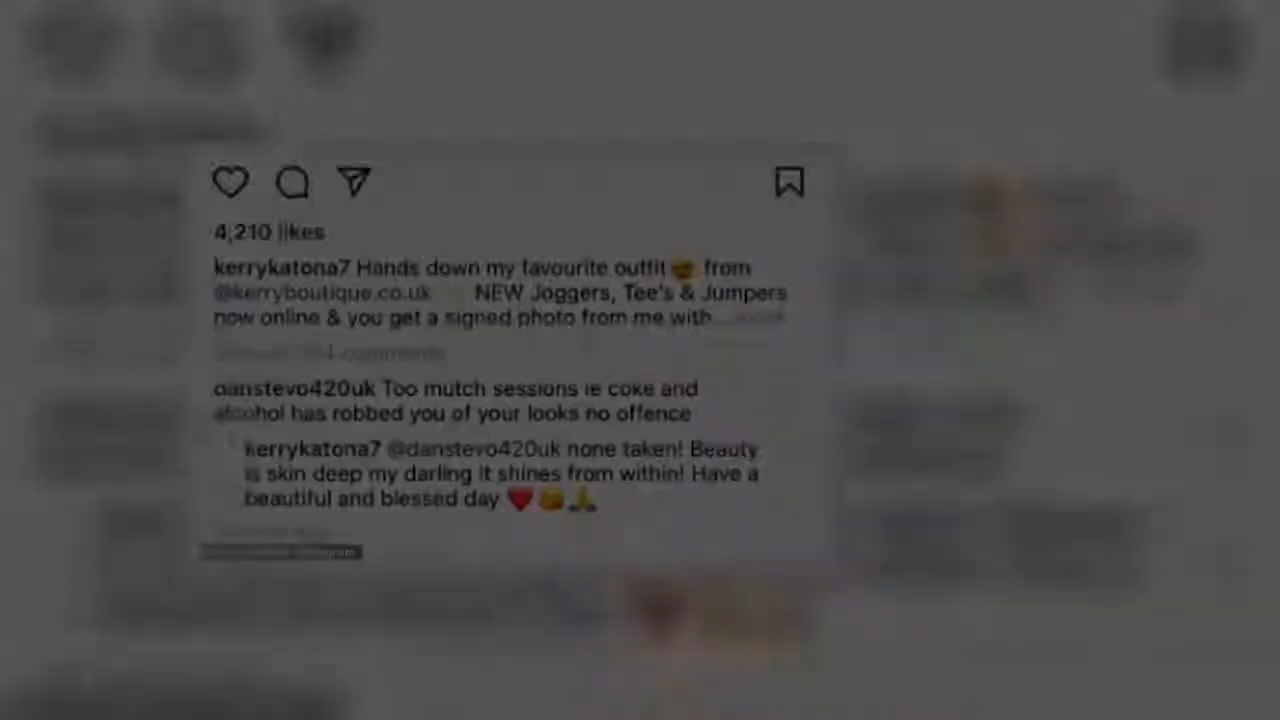 4,210 likes
kerrykatona7 Hands down my favourite outfit😍 from
@kerryboutique.co.uk NEW Joggers, Tee's & Jumpers
now online & you get a signed photo from me with...
comments
danstevo420uk Too mutch sessions ie coke and
alcohol has robbed you of your looks no offence
kerrykatona7 @danstevo420uk none taken! Beauty
is skin deep my darling it shines from within! Have a
beautiful and blessed day ❤️😘🙏